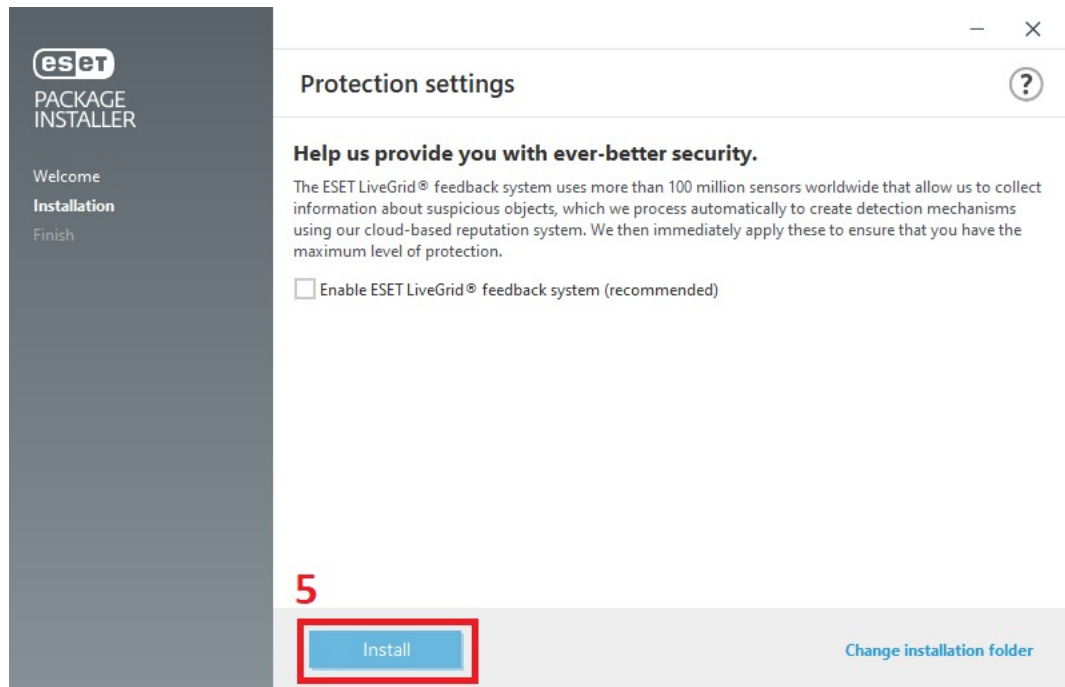 eset
PACKAGE
INSTALLER
Welcome
Installation
Finish
Protection settings
?
Help us provide you with ever-better security.
The ESET LiveGrid® feedback system uses more than 100 million sensors worldwide that allow us to collect
information about suspicious objects, which we process automatically to create detection mechanisms
using our cloud-based reputation system. We then immediately apply these to ensure that you have the
maximum level of protection.
Enable ESET LiveGrid® feedback system (recommended)
5
Install
Change installation folder